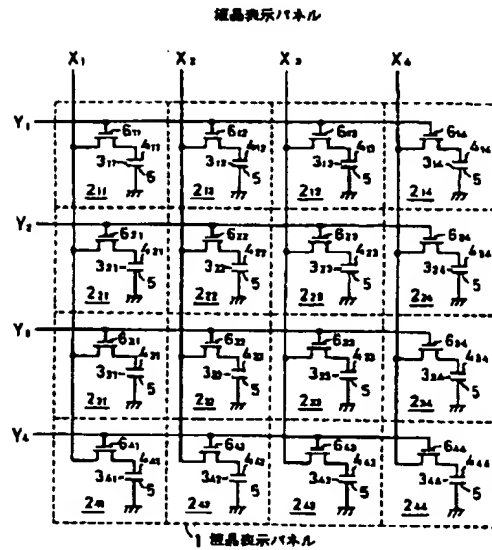 液晶表示パネル
X₁ X₂ X₃ X₄
Y₁ 6₁₁ 6₁₂ 6₁₃ 6₁₄
4₁₁ 4₁₂ 4₁₃ 4₁₄
3₁₁ 5 3₁₂ 5 3₁₃ 5 3₁₄ 5
2₁₁ 2₁₂ 2₁₃ 2₁₄
Y₂ 6₂₁ 6₂₂ 6₂₃ 6₂₄
4₂₁ 4₂₂ 4₂₃ 4₂₄
3₂₁ 5 3₂₂ 5 3₂₃ 5 3₂₄ 5
2₂₁ 2₂₂ 2₂₃ 2₂₄
Y₃ 6₃₁ 6₃₂ 6₃₃ 6₃₄
4₃₁ 4₃₂ 4₃₃ 4₃₄
3₃₁ 5 3₃₂ 5 3₃₃ 5 3₃₄ 5
2₃₁ 2₃₂ 2₃₃ 2₃₄
Y₄ 6₄₁ 6₄₂ 6₄₃ 6₄₄
4₄₁ 4₄₂ 4₄₃ 4₄₄
3₄₁ 5 3₄₂ 5 3₄₃ 5 3₄₄ 5
2₄₁ 2₄₂ 2₄₃ 2₄₄
1 液晶表示パネル